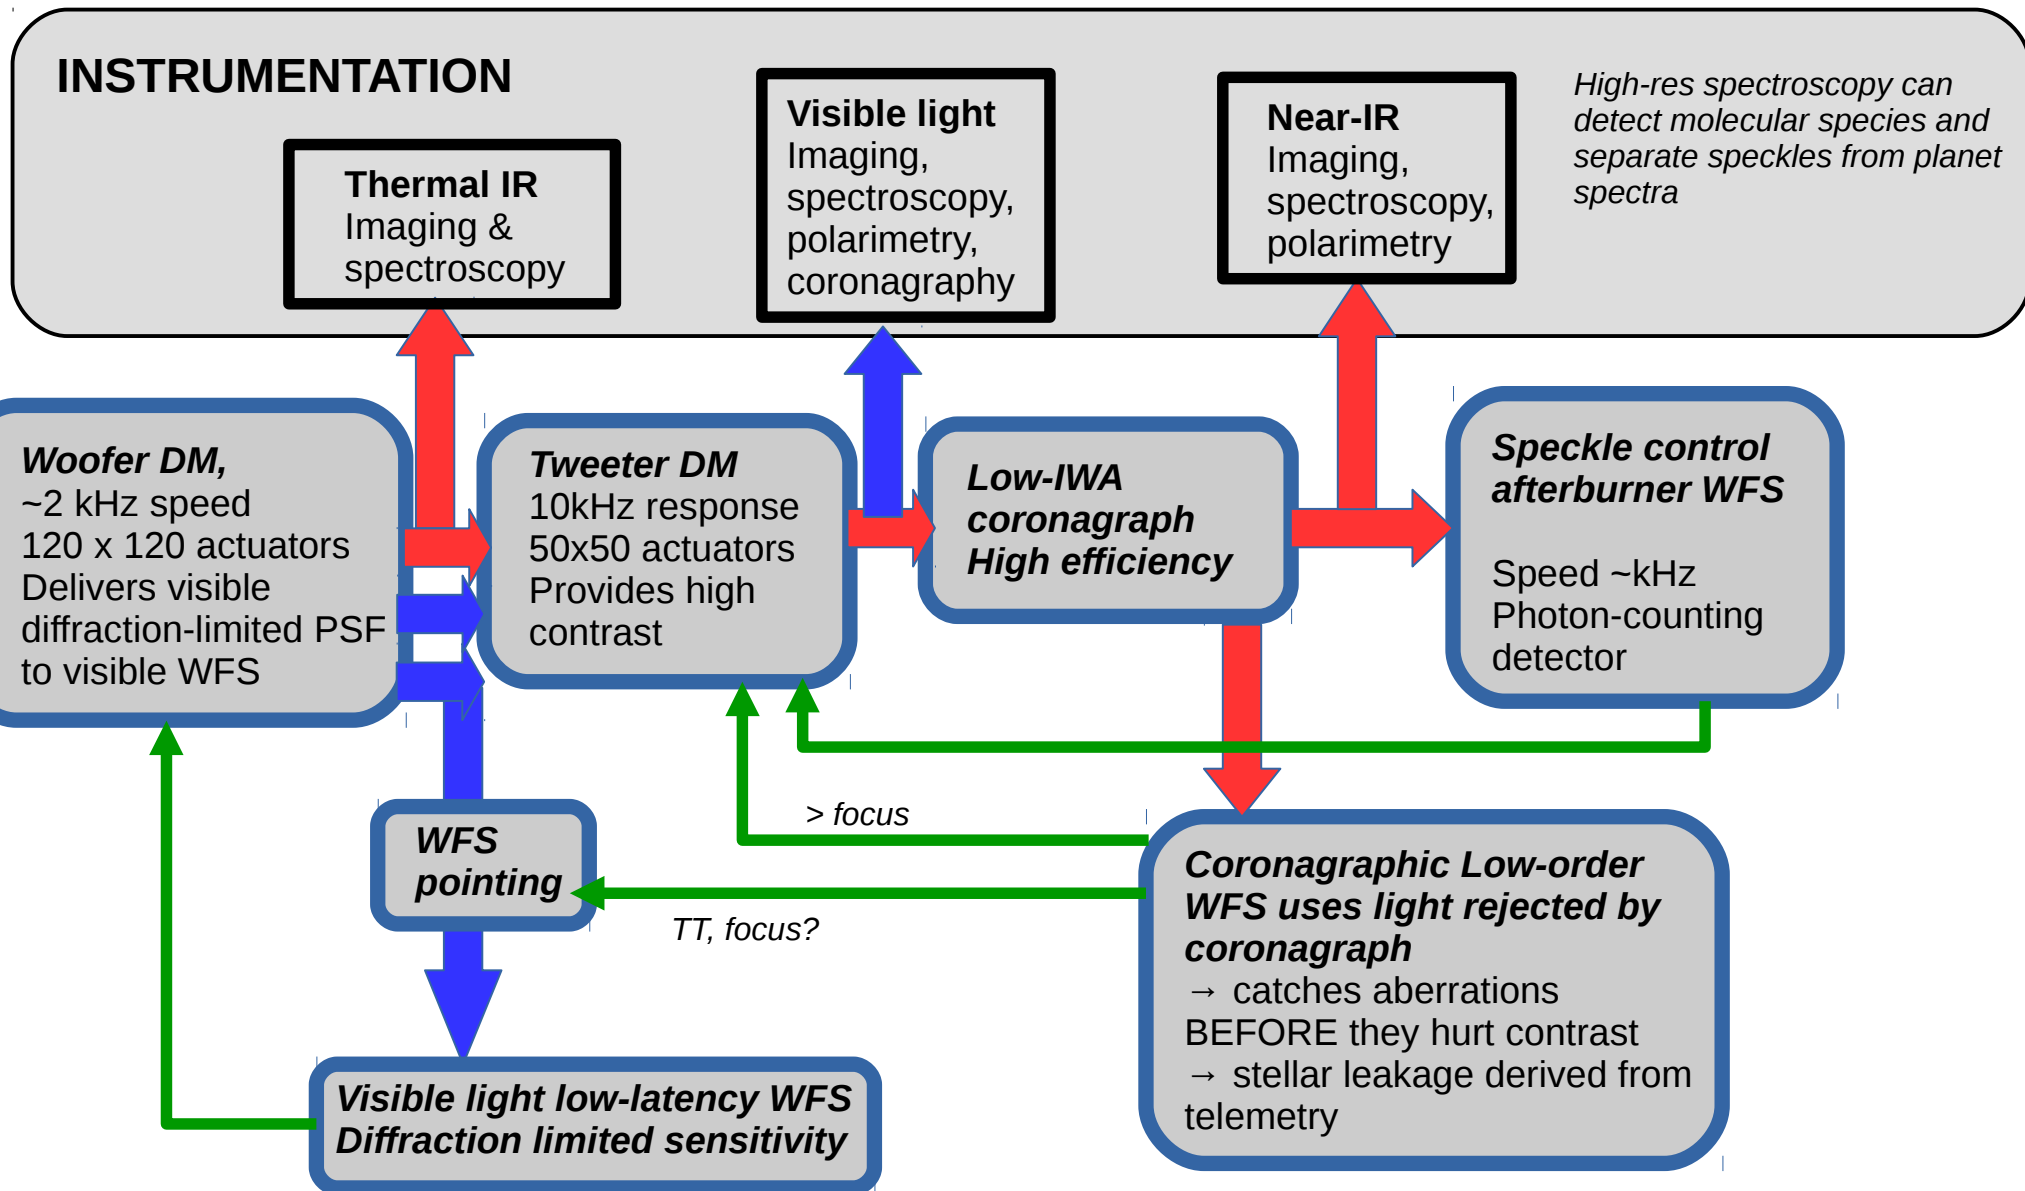 INSTRUMENTATION
Thermal IR
Imaging &
spectroscopy
Visible light
Imaging,
spectroscopy,
polarimetry,
coronagraphy
Near-IR
Imaging,
spectroscopy,
polarimetry
High-res spectroscopy can
detect molecular species and
separate speckles from planet
spectra
Woofer DM,
~2 kHz speed
120 x 120 actuators
Delivers visible
diffraction-limited PSF
to visible WFS
Tweeter DM
10kHz response
50x50 actuators
Provides high
contrast
Low-IWA
coronagraph
High efficiency
Speckle control
afterburner WFS
Speed ~kHz
Photon-counting
detector
> focus
WFS
pointing
TT, focus?
Coronagraphic Low-order
WFS uses light rejected by
coronagraph
→ catches aberrations
BEFORE they hurt contrast
→ stellar leakage derived from
telemetry
Visible light low-latency WFS
Diffraction limited sensitivity